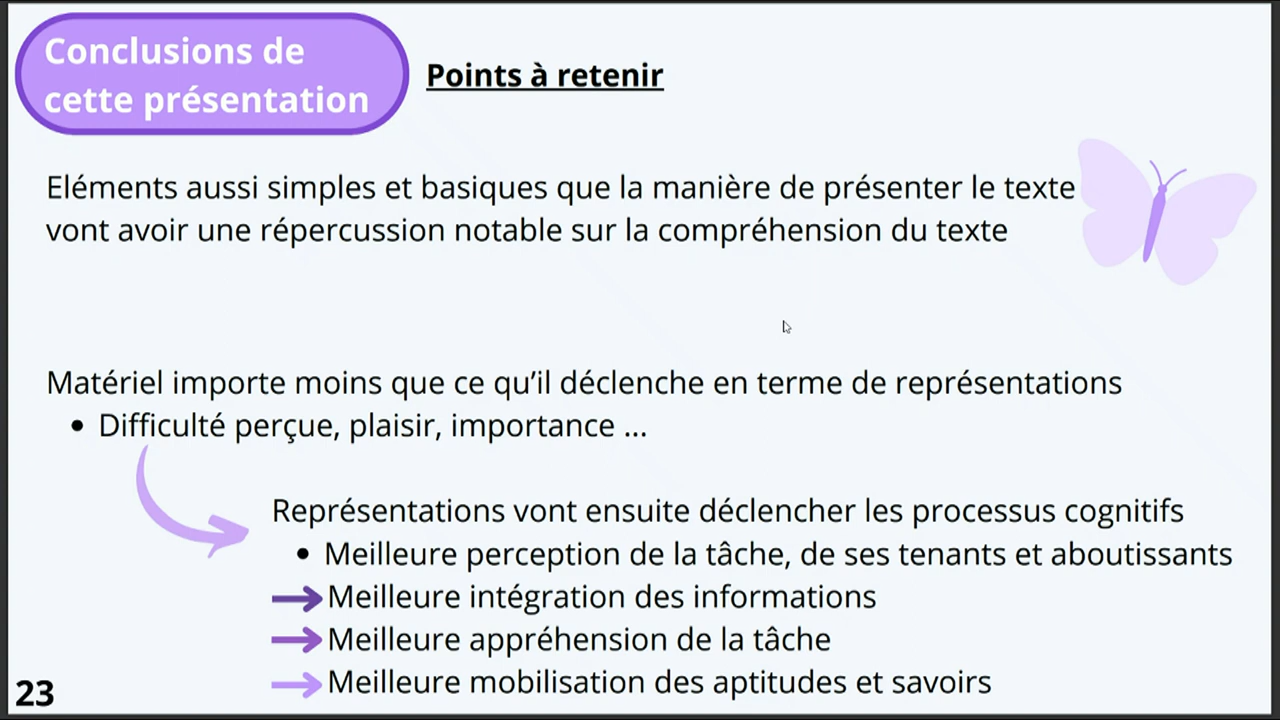 Conclusions de
cette présentation
Points à retenir
Eléments aussi simples et basiques que la manière de présenter le texte
vont avoir une répercussion notable sur la compréhension du texte
Matériel importe moins que ce qu’il déclenche en terme de représentations
• Difficulté perçue, plaisir, importance ...
Représentations vont ensuite déclencher les processus cognitifs
• Meilleure perception de la tâche, de ses tenants et aboutissants
Meilleure intégration des informations
Meilleure appréhension de la tâche
Meilleure mobilisation des aptitudes et savoirs
23